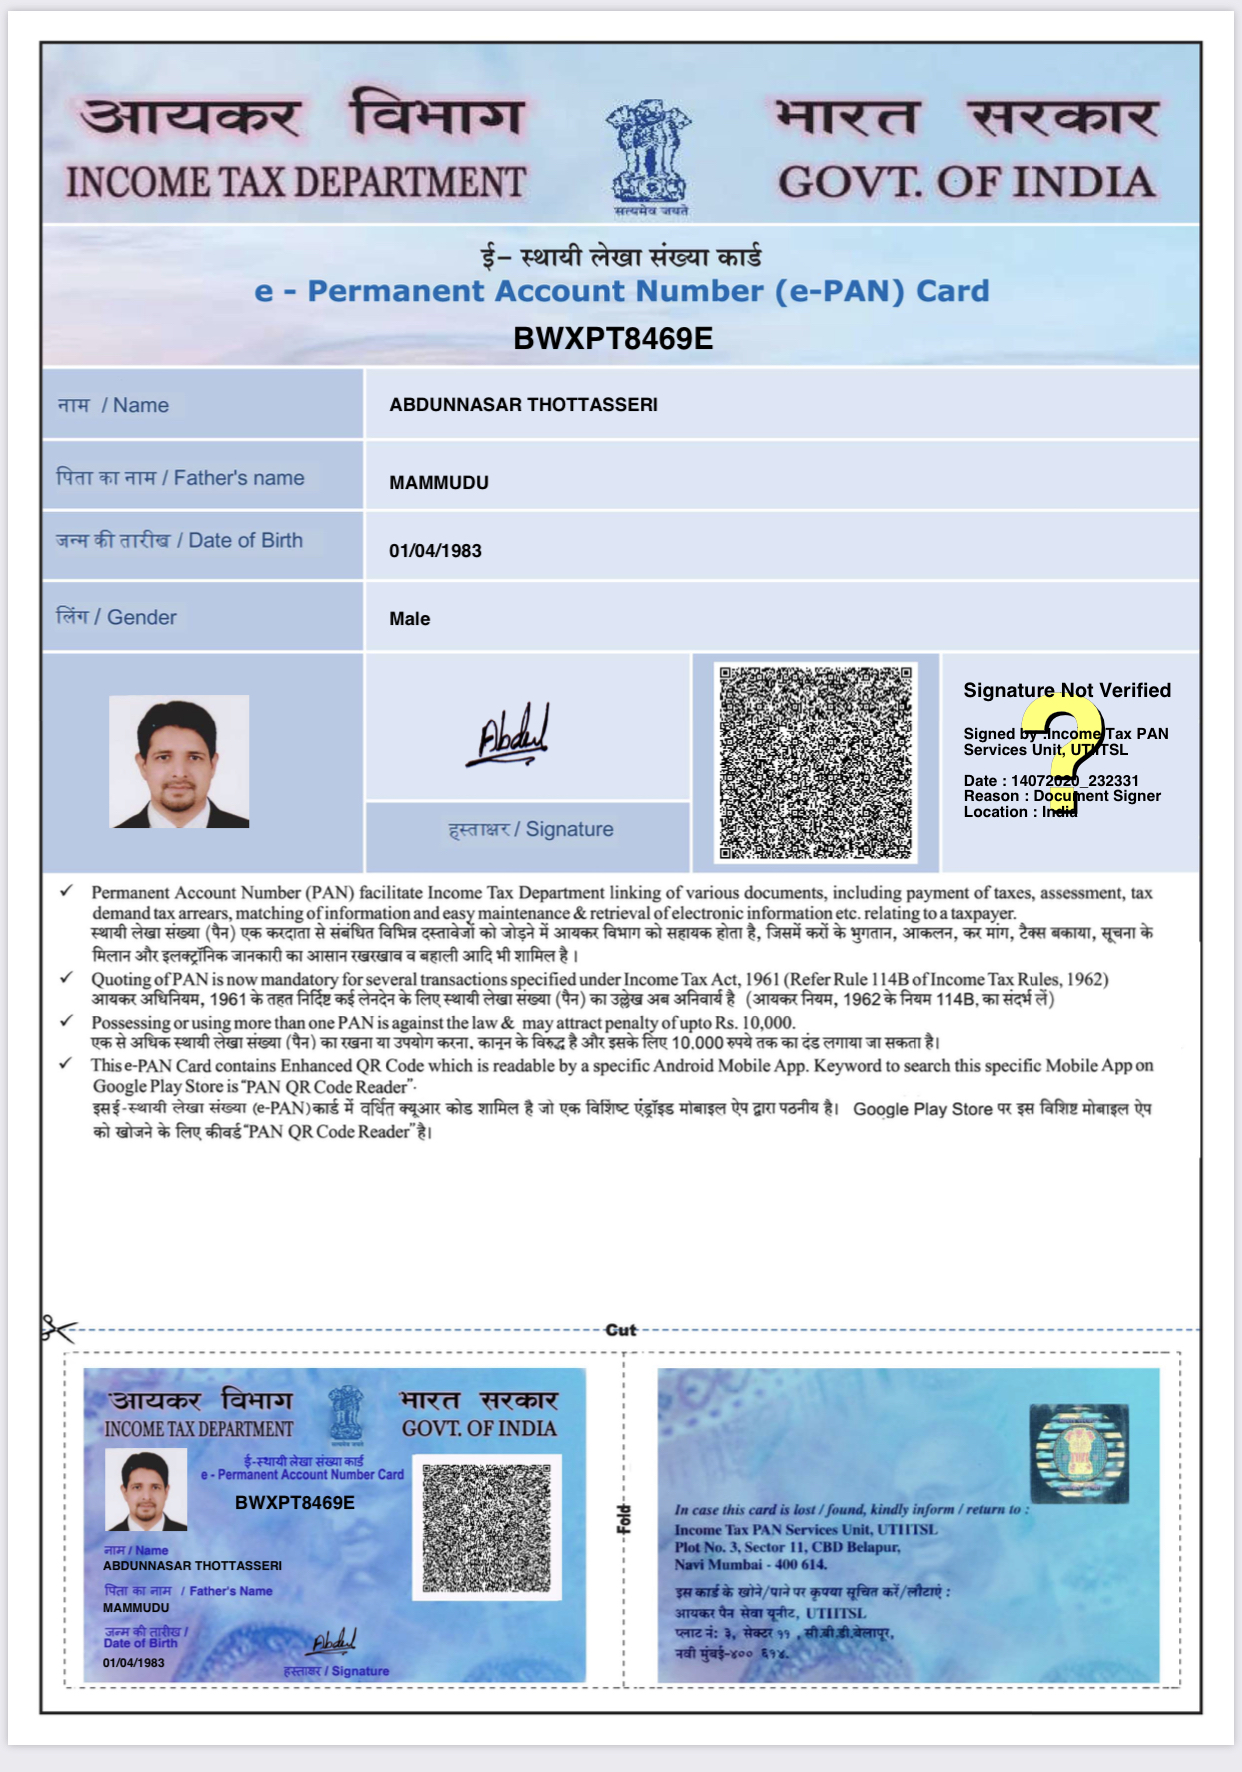 आयकर विभाग
INCOME TAX DEPARTMENT
सत्यमेव जयते
भारत सरकार
GOVT. OF INDIA
ई– स्थायी लेखा संख्या कार्ड
e - Permanent Account Number (e-PAN) Card
BWXPT8469E
नाम / Name
ABDUNNASAR THOTTASSERI
पिता का नाम / Father's name
MAMMUDU
जन्म की तारीख / Date of Birth
01/04/1983
लिंग / Gender
Male
Abdul
हस्ताक्षर / Signature
Signature Not Verified
?
Signed by :Income Tax PAN
Services Unit, UTIITSL
Date : 14072020_232331
Reason : Document Signer
Location : India
✓ Permanent Account Number (PAN) facilitate Income Tax Department linking of various documents, including payment of taxes, assessment, tax
demand tax arrears, matching of information and easy maintenance & retrieval of electronic information etc. relating to a taxpayer.
स्थायी लेखा संख्या (पैन) एक करदाता से संबंधित विभिन्न दस्तावेजों को जोड़ने में आयकर विभाग को सहायक होता है, जिसमें करों के भुगतान, आकलन, कर मांग, टैक्स बकाया, सूचना के
मिलान और इलक्ट्रॉनिक जानकारी का आसान रखरखाव व बहाली आदि भी शामिल है ।
✓ Quoting of PAN is now mandatory for several transactions specified under Income Tax Act, 1961 (Refer Rule 114B of Income Tax Rules, 1962)
आयकर अधिनियम, 1961 के तहत निर्दिष्ट कई लेनदेन के लिए स्थायी लेखा संख्या (पैन) का उल्लेख अब अनिवार्य है (आयकर नियम, 1962 के नियम 114B, का संदर्भ लें)
✓ Possessing or using more than one PAN is against the law & may attract penalty of upto Rs. 10,000.
एक से अधिक स्थायी लेखा संख्या (पैन) का रखना या उपयोग करना, कानून के विरुद्ध है और इसके लिए 10,000 रुपये तक का दंड लगाया जा सकता है।
✓ This e-PAN Card contains Enhanced QR Code which is readable by a specific Android Mobile App. Keyword to search this specific Mobile App on
Google Play Store is "PAN QR Code Reader".
इस ई-स्थायी लेखा संख्या (e-PAN) कार्ड में वर्धित क्यूआर कोड शामिल है जो एक विशिष्ट एंड्रॉइड मोबाइल ऐप द्वारा पठनीय है। Google Play Store पर इस विशिष्ट मोबाइल ऐप
को खोजने के लिए कीवर्ड "PAN QR Code Reader" है।
Cut
आयकर विभाग
INCOME TAX DEPARTMENT
सत्यमेव जयते
भारत सरकार
GOVT. OF INDIA
ई-स्थायी लेखा संख्या कार्ड
e - Permanent Account Number Card
BWXPT8469E
नाम / Name
ABDUNNASAR THOTTASSERI
पिता का नाम / Father's Name
MAMMUDU
जन्म की तारीख /
Date of Birth
01/04/1983
Abdul
हस्ताक्षर / Signature
Fold
In case this card is lost / found, kindly inform / return to :
Income Tax PAN Services Unit, UTIITSL
Plot No. 3, Sector 11, CBD Belapur,
Navi Mumbai - 400 614.
इस कार्ड के खोने/पाने पर कृपया सूचित करें/लौटाएं :
आयकर पैन सेवा यूनीट, UTIITSL
प्लाट नं: ३, सेक्टर ११ , सी.बी.डी.बेलापूर,
नवी मुंबई-४०० ६१४.